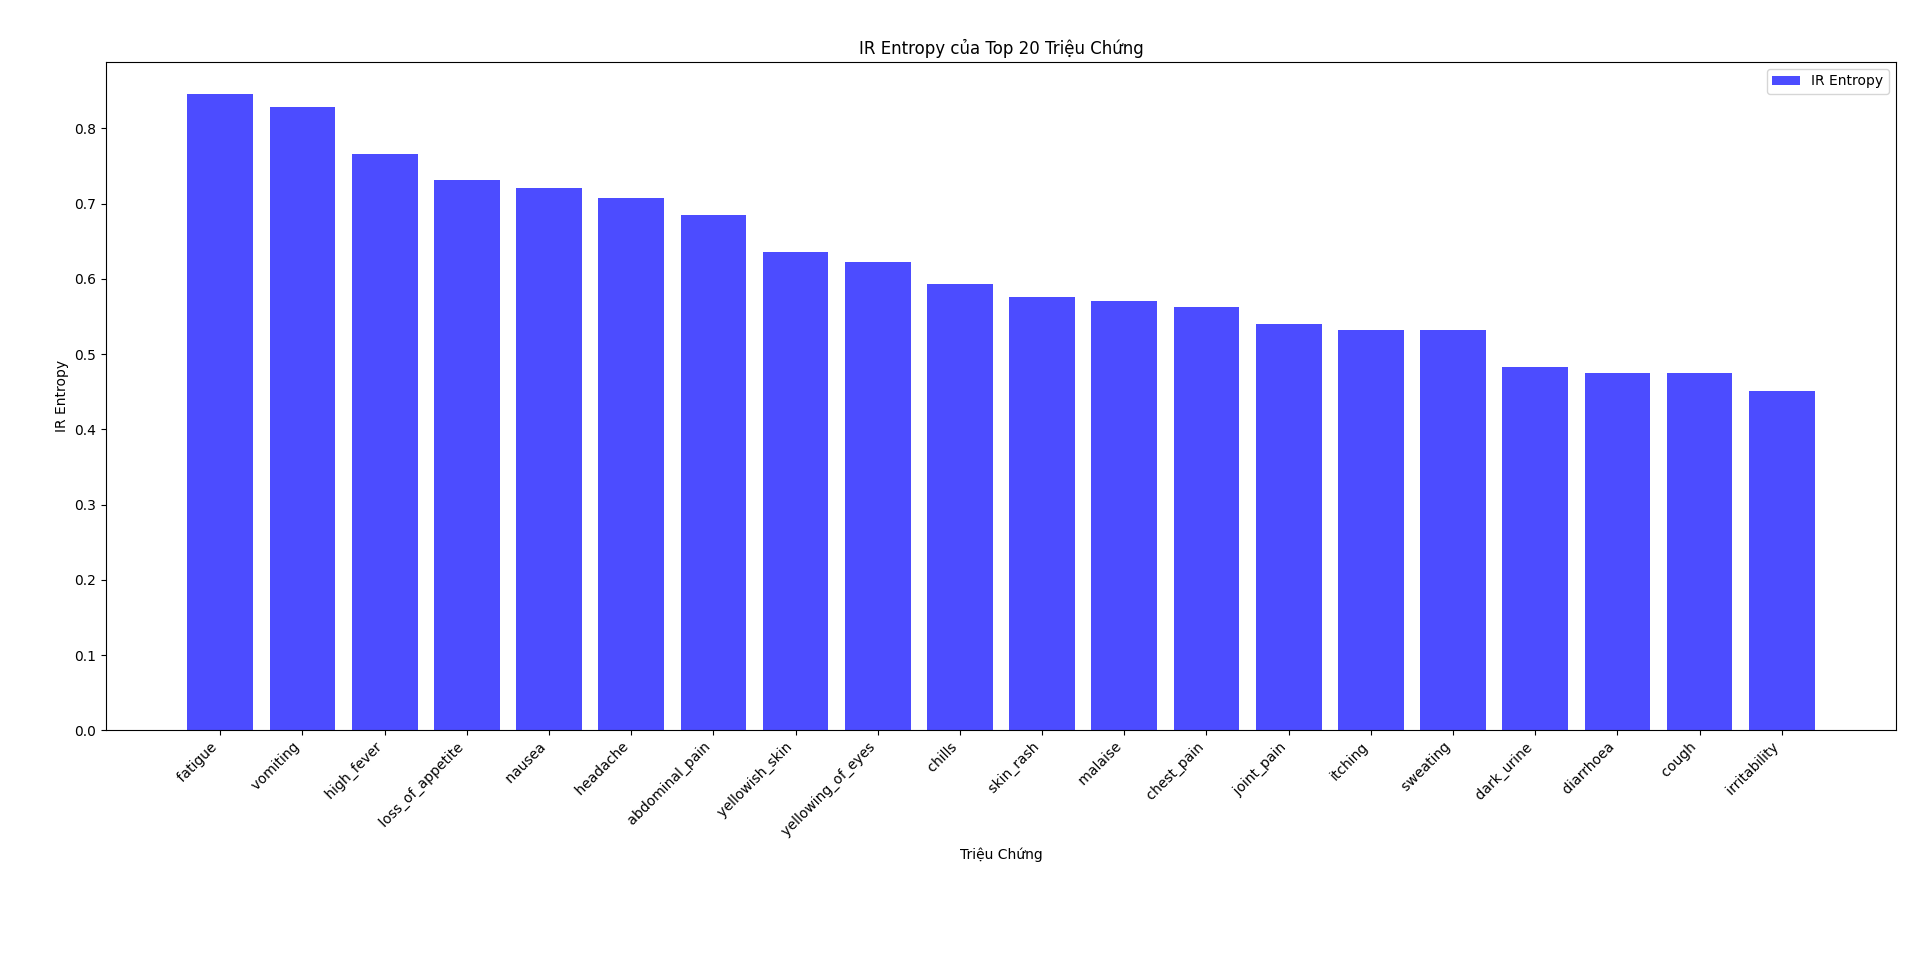 IR Entropy của Top 20 Triệu Chứng
IR Entropy
IR Entropy
0.8
0.7
0.6
0.5
0.4
0.3
0.2
0.1
0.0
fatigue
vomiting
high_fever
loss_of_appetite
nausea
headache
abdominal_pain
yellowish_skin
yellowing_of_eyes
chills
skin_rash
malaise
chest_pain
joint_pain
itching
sweating
dark_urine
diarrhoea
cough
irritability
Triệu Chứng